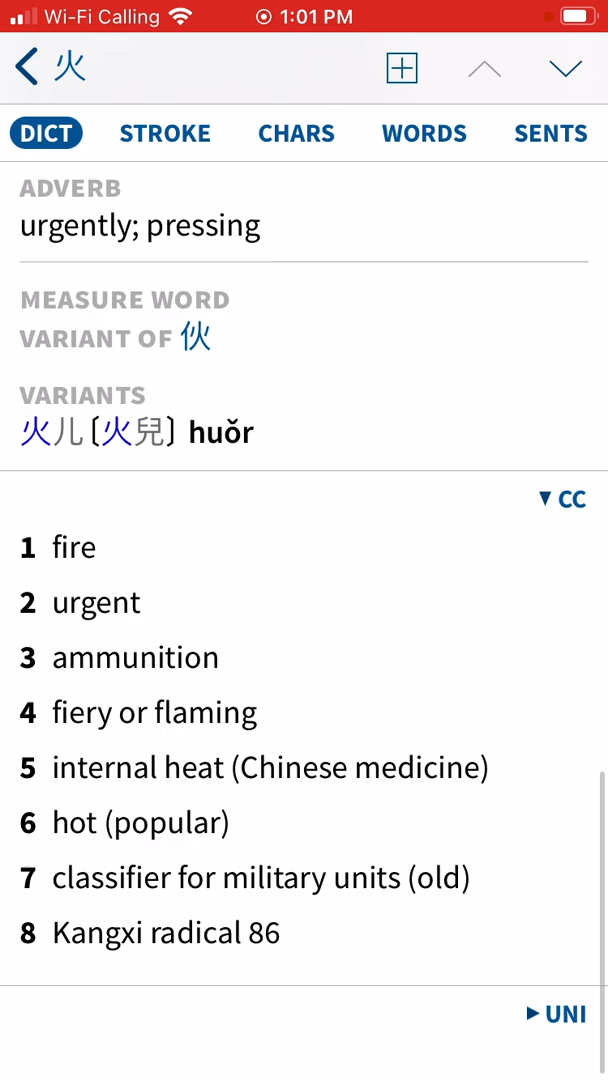 Wi-Fi Calling 1:01 PM
火
DICT STROKE CHARS WORDS SENTS
ADVERB
urgently; pressing
MEASURE WORD
VARIANT OF 伙
VARIANTS
火儿〔火兒〕 huǒr
▼ CC
1 fire
2 urgent
3 ammunition
4 fiery or flaming
5 internal heat (Chinese medicine)
6 hot (popular)
7 classifier for military units (old)
8 Kangxi radical 86
▶ UNI